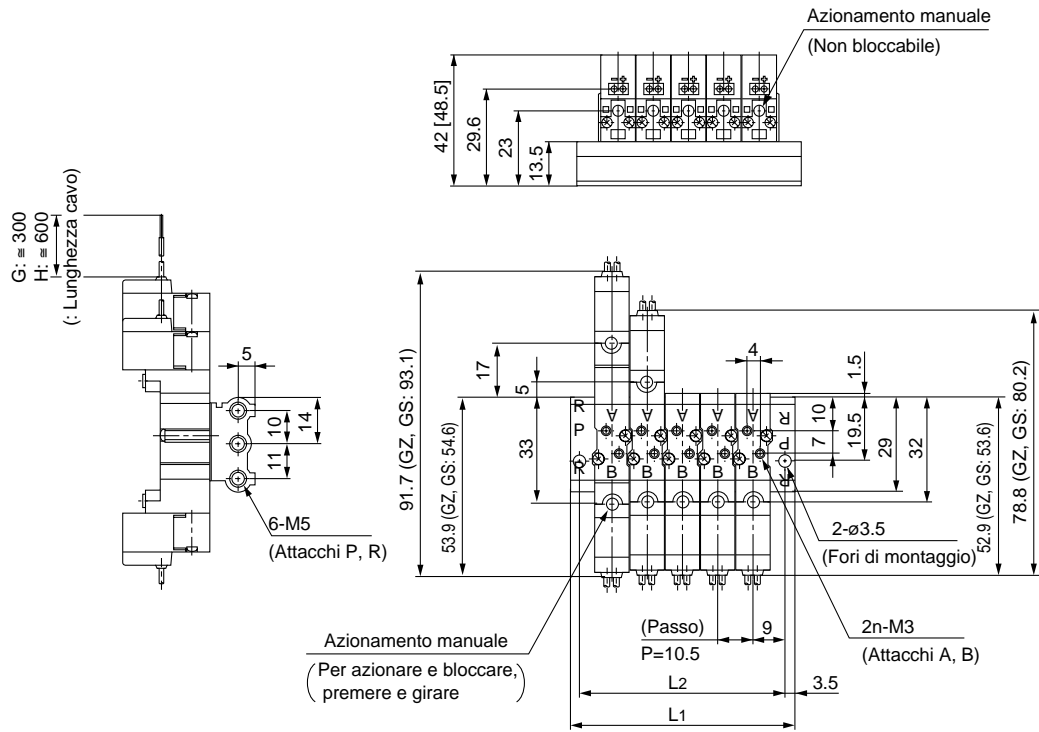 Azionamento manuale
(Non bloccabile)
42 [48.5]
29.6
23
13.5
G: ≅ 300
H: ≅ 600
(: Lunghezza cavo)
5
14
10
11
6-M5
(Attacchi P, R)
91.7 (GZ, GS: 93.1)
53.9 (GZ, GS: 54.6)
17
5
33
4
1.5
10
7
19.5
29
32
52.9 (GZ, GS: 53.6)
78.8 (GZ, GS: 80.2)
R
P
R
A A A A A
B B B B B
R
P
R
2-ø3.5
(Fori di montaggio)
2n-M3
(Attacchi A, B)
(Passo)
P=10.5
9
L2
3.5
L1
Azionamento manuale
(Per azionare e bloccare,
premere e girare)